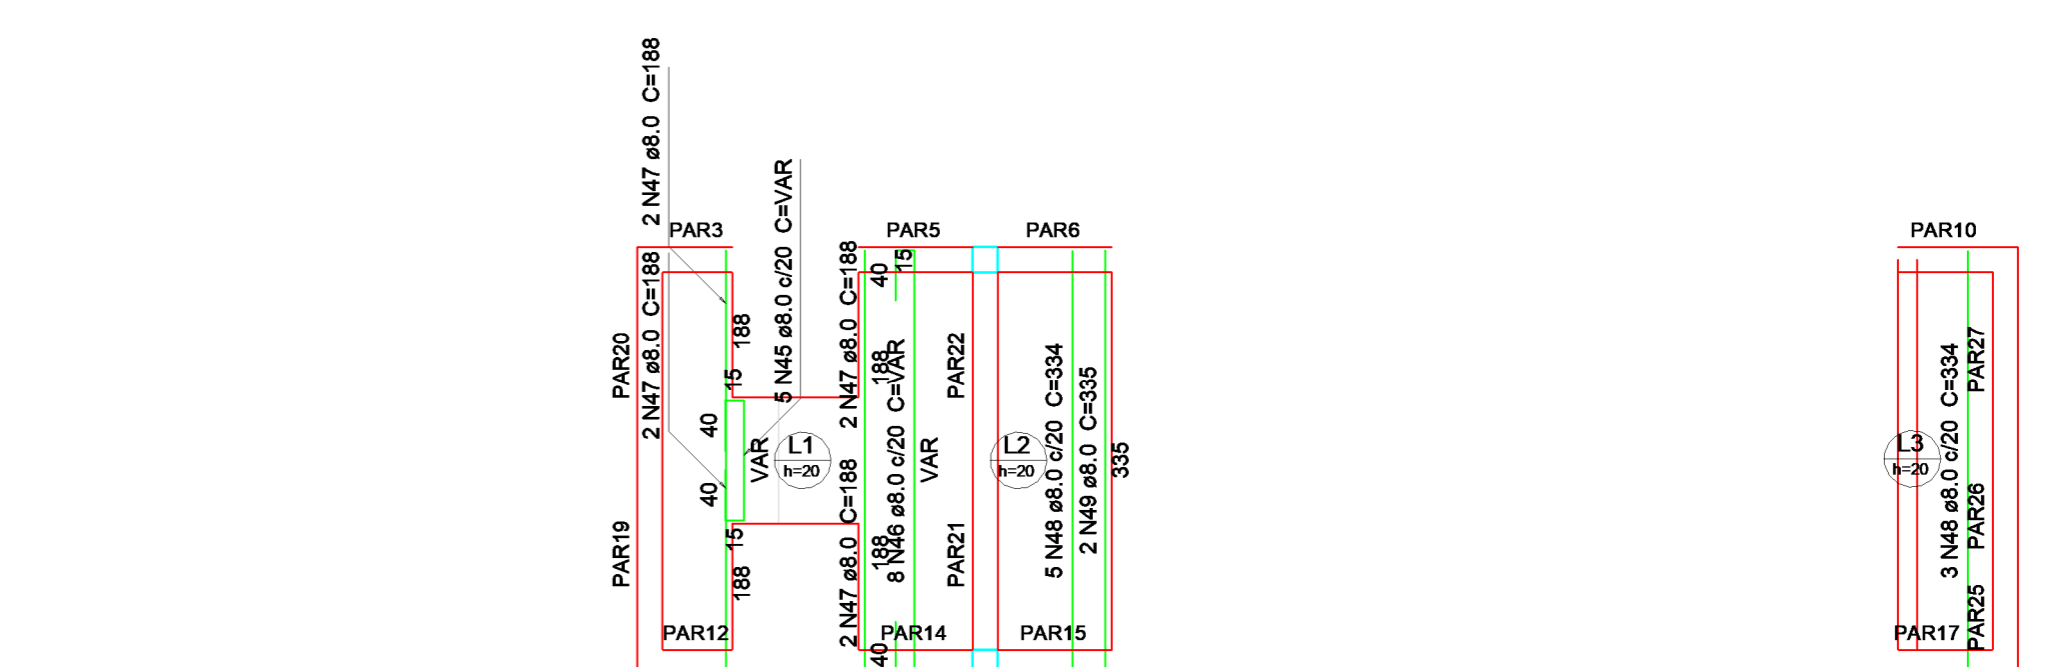 2 N47 ø8.0 C=188
PAR3
PAR5
PAR6
PAR10
2 N47 ø8.0 C=188
5 N45 ø8.0 c/20 C=VAR
2 N47 ø8.0 C=188
40
15
188
188
15
PAR20
PAR22
PAR27
8 N46 ø8.0 c/20 C=VAR
5 N48 ø8.0 c/20 C=334
2 N49 ø8.0 C=335
3 N48 ø8.0 c/20 C=334
40
VAR
L1
h=20
VAR
L2
h=20
335
L3
h=20
40
2 N47 ø8.0 C=188
15
188
188
PAR19
PAR21
PAR26
PAR25
PAR12
PAR14
PAR15
PAR17
40